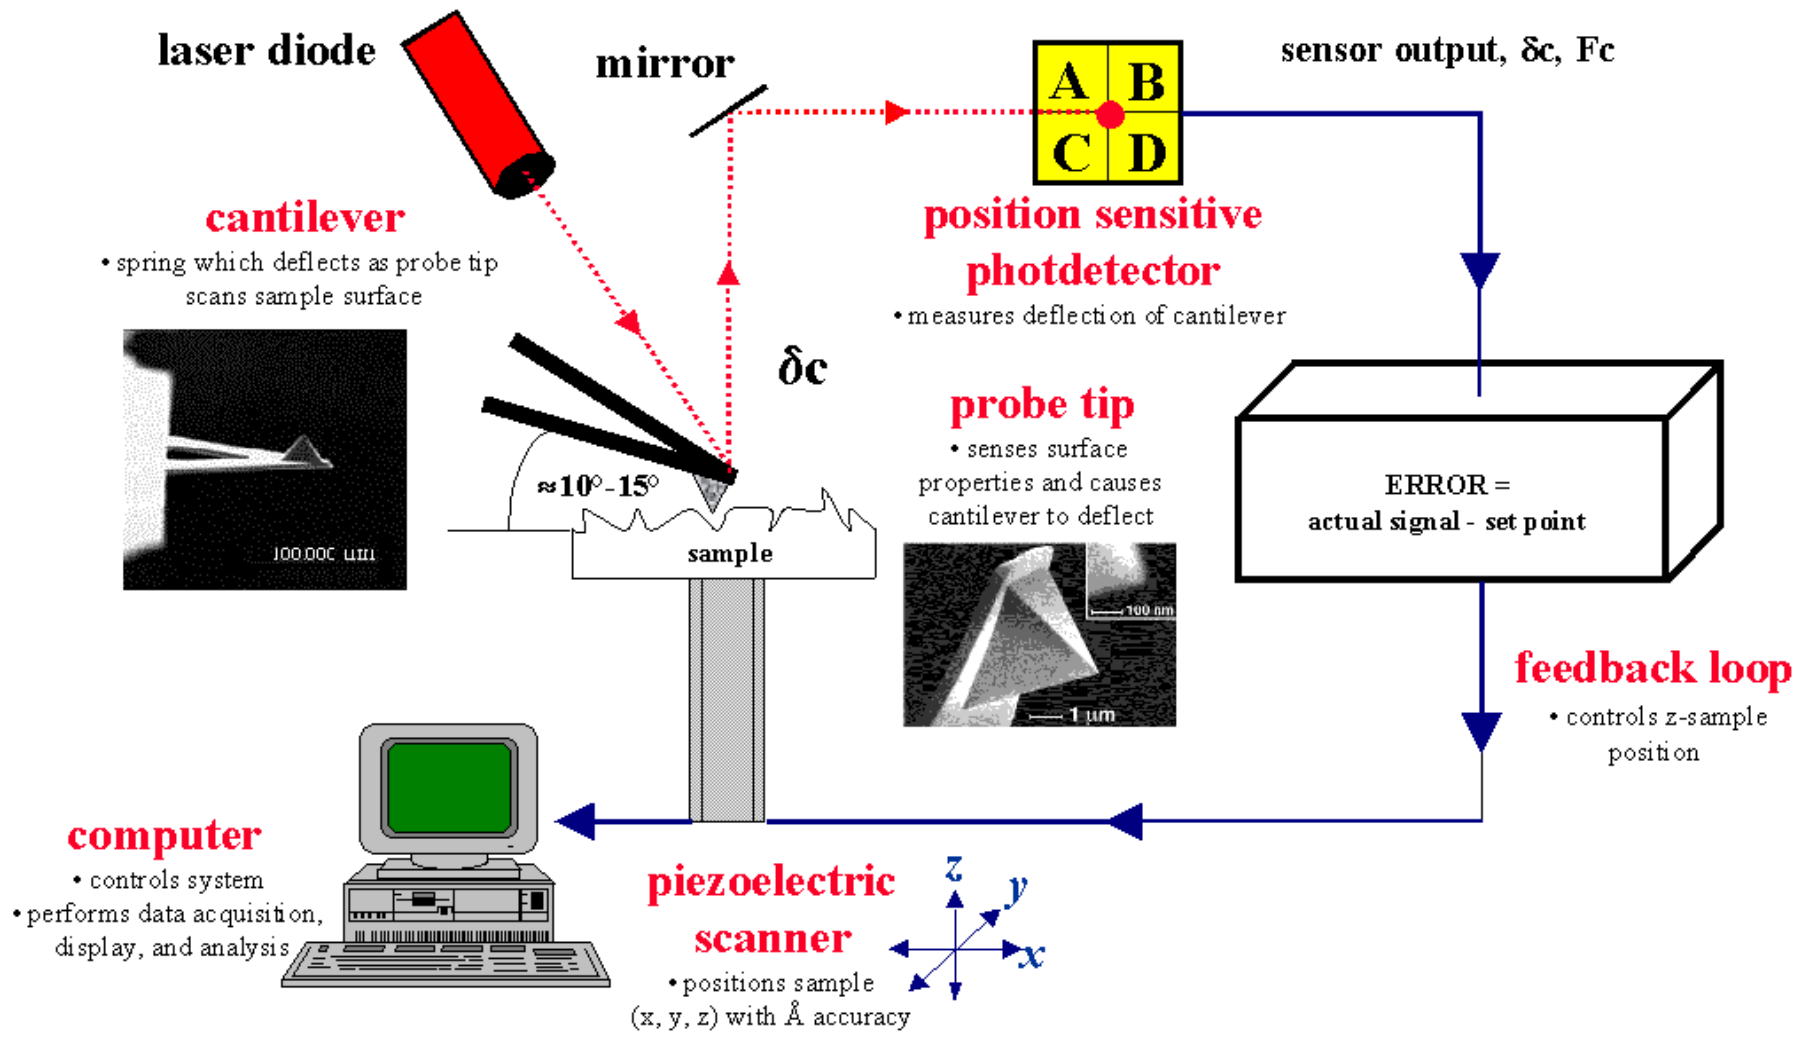 laser diode
mirror
A B
C D
sensor output, δc, Fc
cantilever
• spring which deflects as probe tip
scans sample surface
100.000 µm
position sensitive
photdetector
• measures deflection of cantilever
δc
≈10°-15°
sample
probe tip
• senses surface
properties and causes
cantilever to deflect
100 nm
1 µm
ERROR =
actual signal - set point
feedback loop
• controls z-sample
position
computer
• controls system
• performs data acquisition,
display, and analysis
piezoelectric
scanner
• positions sample
(x, y, z) with Å accuracy
z
y
x